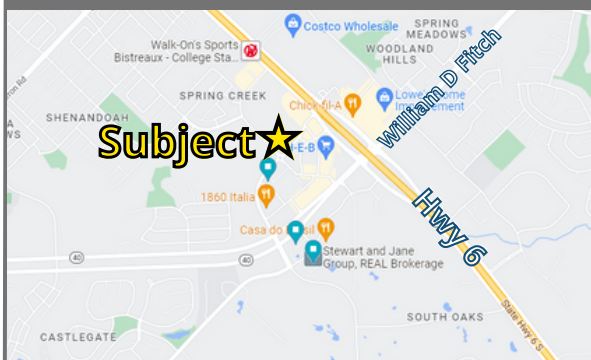 Costco Wholesale
SPRING
MEADOWS
Walk-On's Sports
Bistreaux - College Sta...
WOODLAND
HILLS
William D Fitch
SPRING CREEK
Chick-fil-A
Lowe's Home
Improvement
SHENANDOAH
Subject
-E-B
1860 Italia
Hwy 6
Casa do
sil
Stewart and Jane
Group, REAL Brokerage
40
40
State Hwy 6 S
SOUTH OAKS
CASTLEGATE